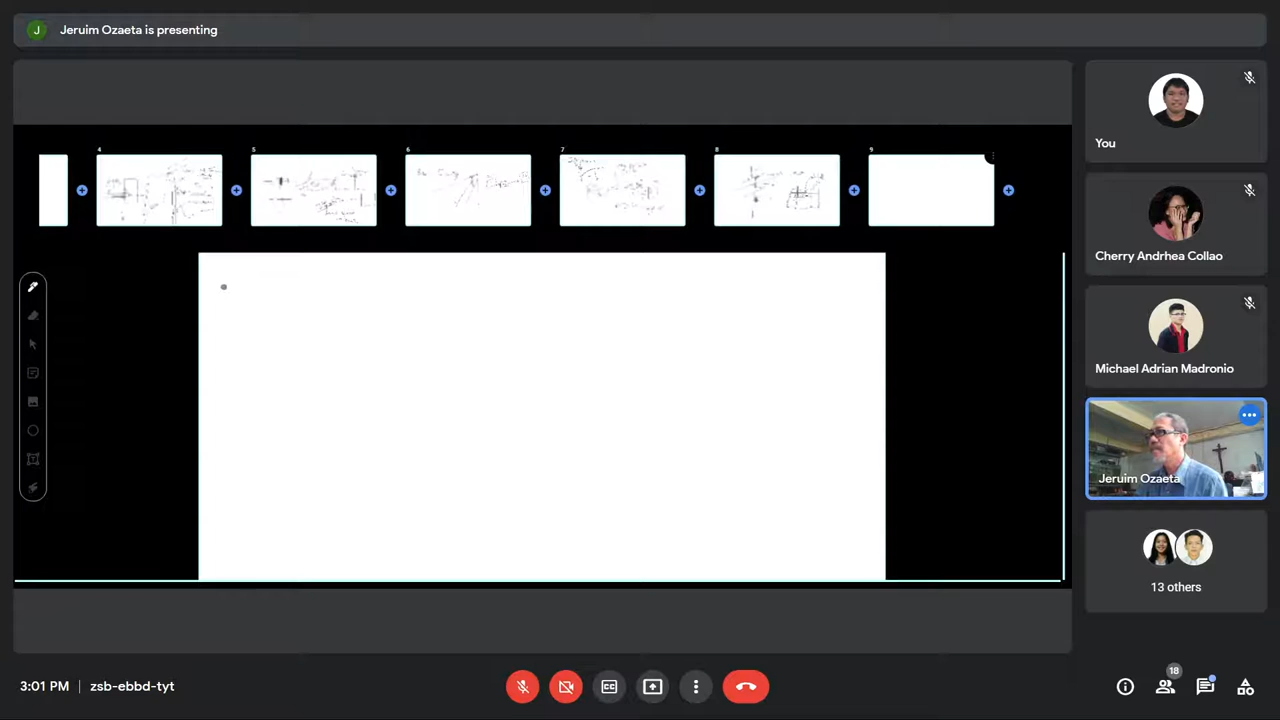 J Jeruim Ozaeta is presenting
4 5 6 7 8 9
You
Cherry Andrhea Collao
Michael Adrian Madronio
Jeruim Ozaeta
13 others
3:01 PM | zsb-ebbd-tyt
CC
18